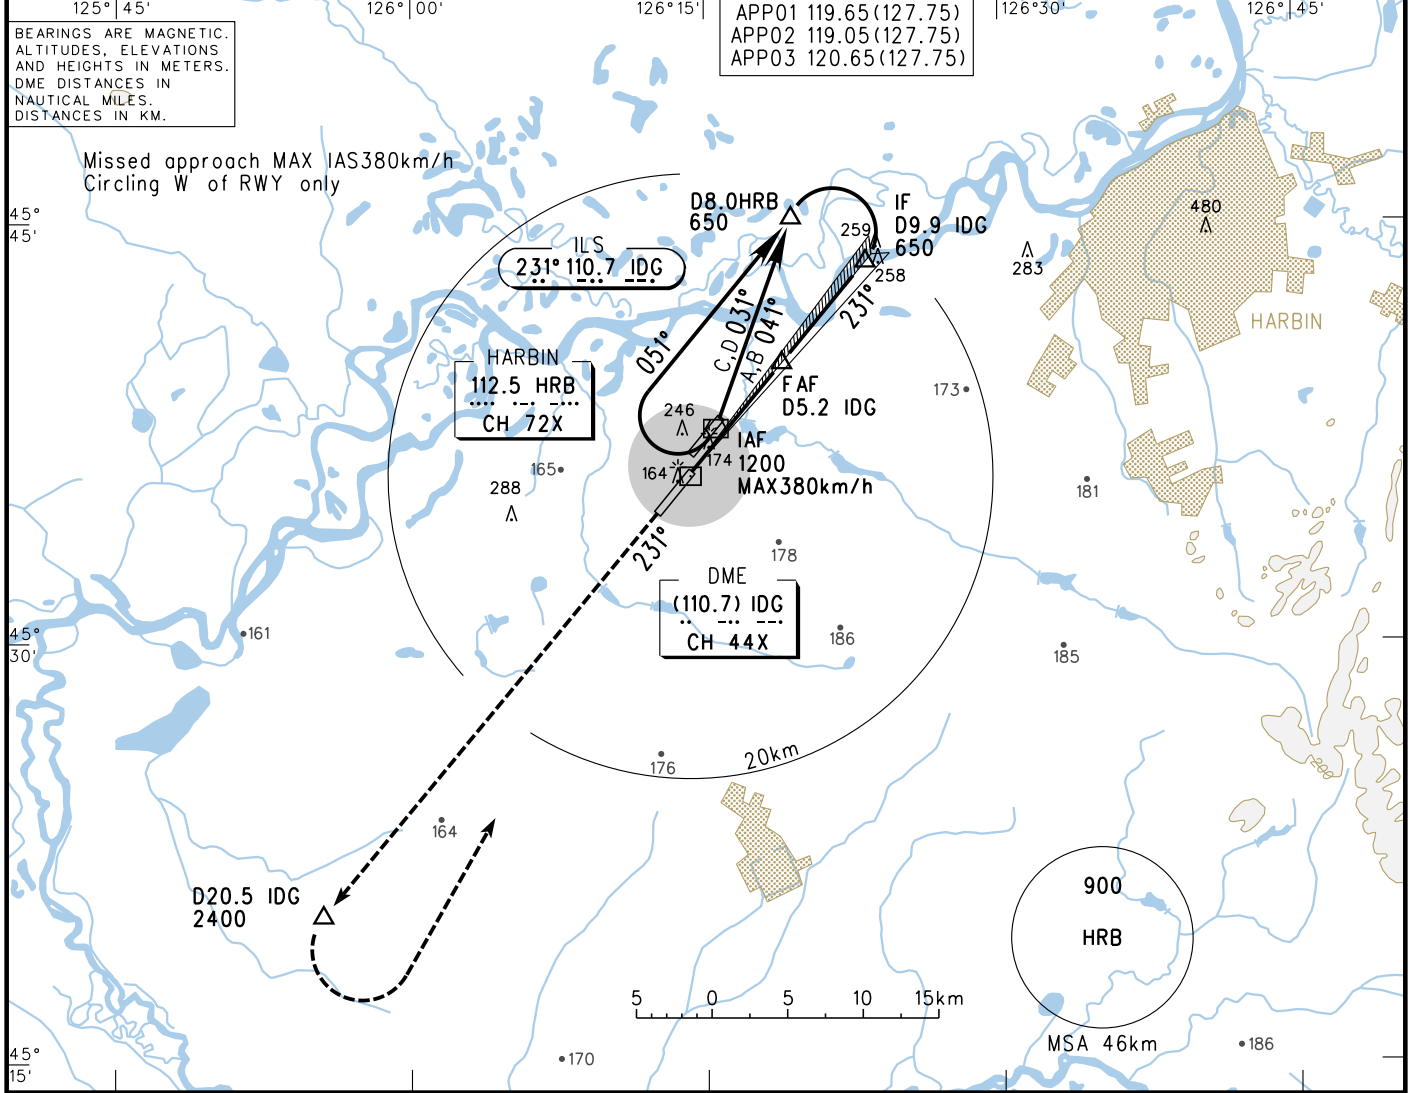 125° 45'
126° 00'
126° 15'
126° 30'
126° 45'
APP01 119.65(127.75)
APP02 119.05(127.75)
APP03 120.65(127.75)
BEARINGS ARE MAGNETIC.
ALTITUDES, ELEVATIONS
AND HEIGHTS IN METERS.
DME DISTANCES IN
NAUTICAL MILES.
DISTANCES IN KM.
Missed approach MAX IAS380km/h
Circling W of RWY only
45°
45'
D8.0HRB
650
IF
D9.9 IDG
650
259
258
480
283
ILS
231° 110.7 IDG
HARBIN
HARBIN
112.5 HRB
CH 72X
051°
C,D 031°
A,B 041°
231°
FAF
D5.2 IDG
173
246
IAF
1200
MAX380km/h
174
164
165
288
181
231°
178
DME
(110.7) IDG
CH 44X
161
186
185
45°
30'
176
20km
164
D20.5 IDG
2400
900
HRB
MSA 46km
5 0 5 10 15km
170
186
45°
15'